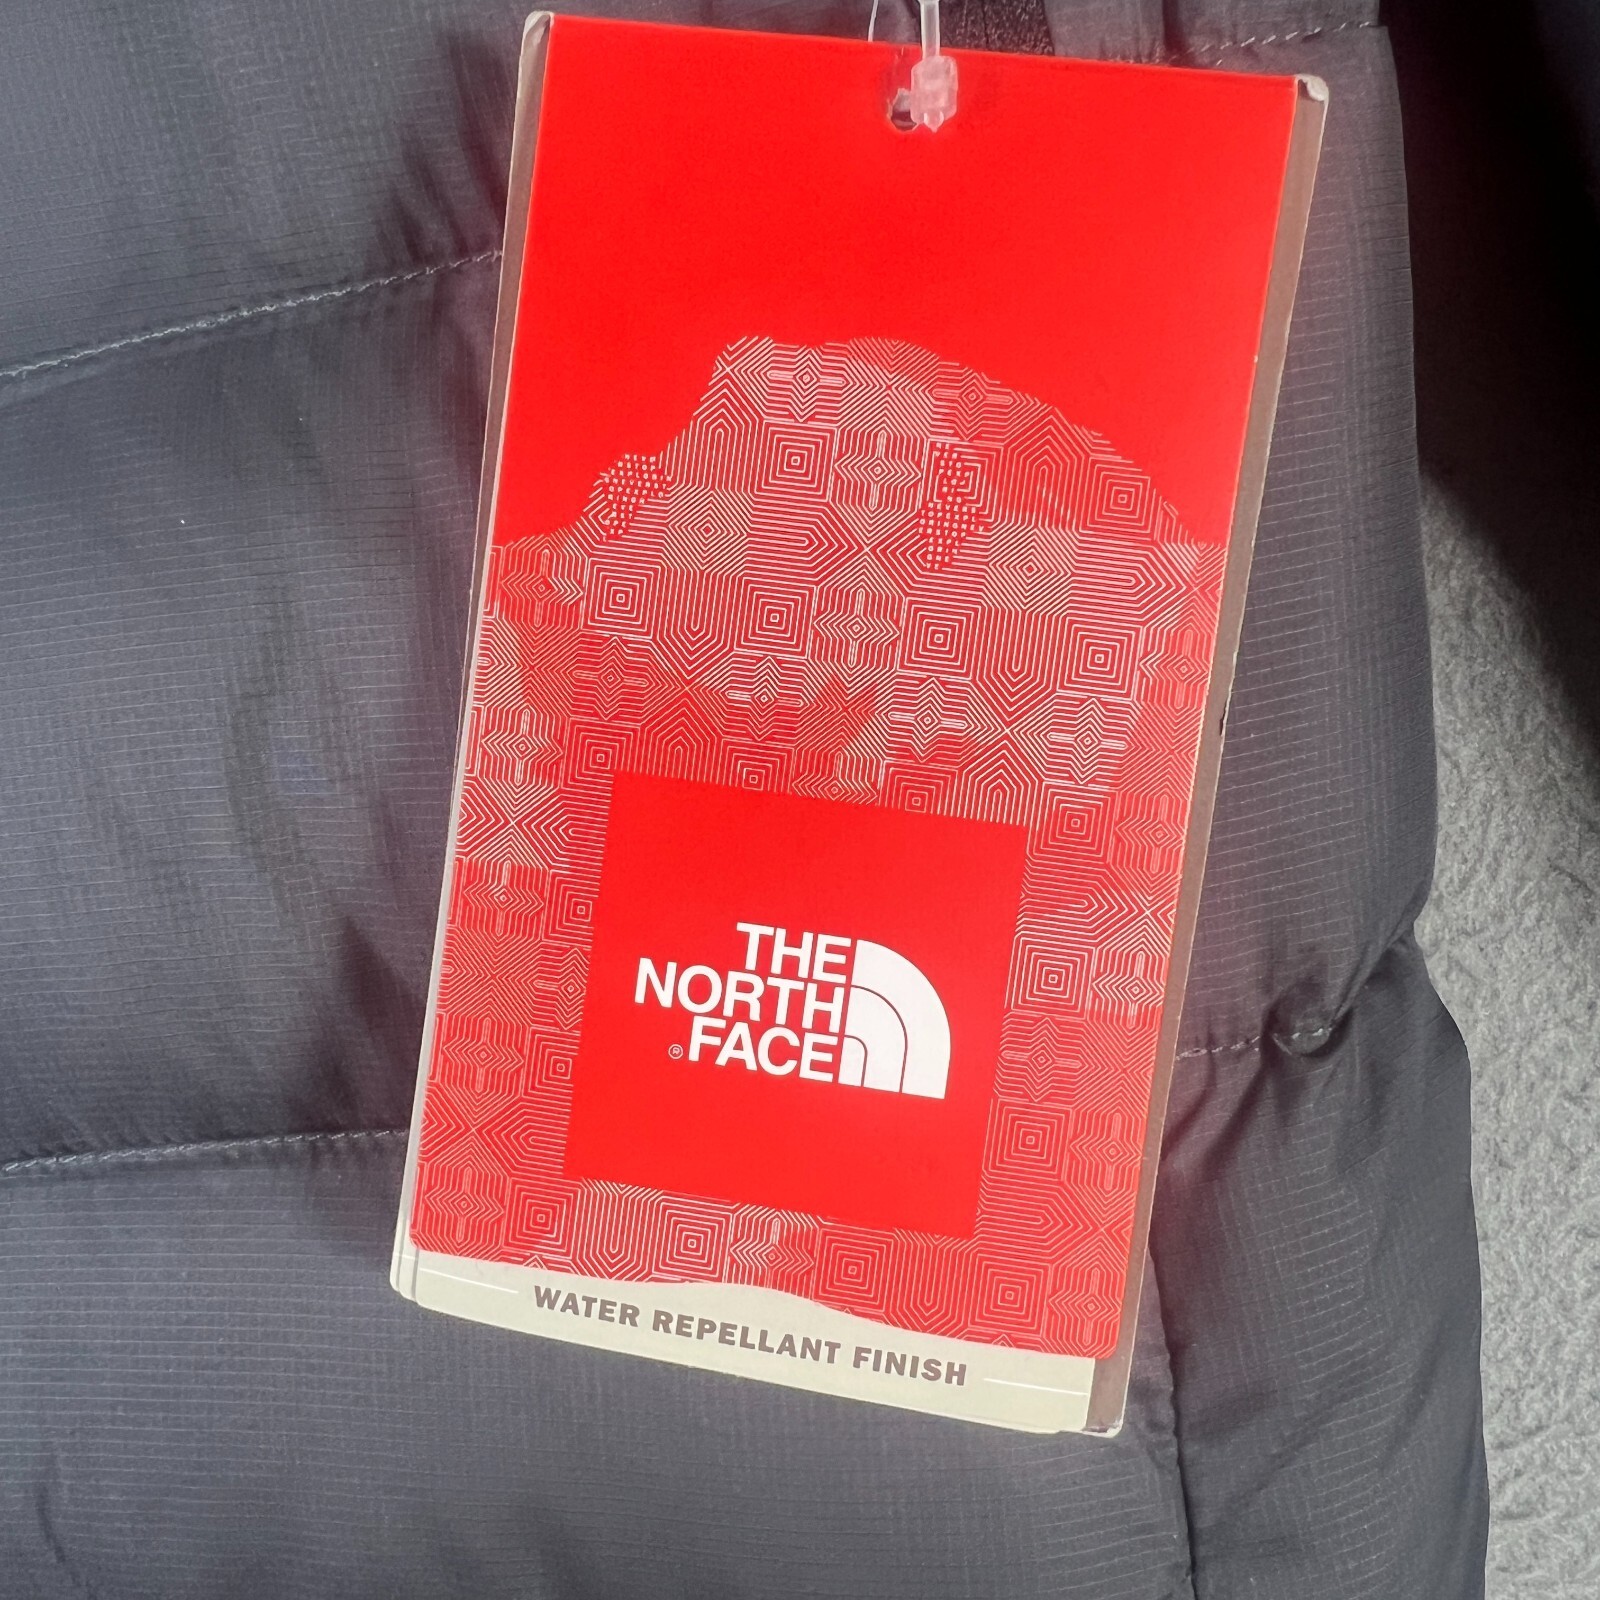 THE
NORTH
®FACE
WATER REPELLANT FINISH